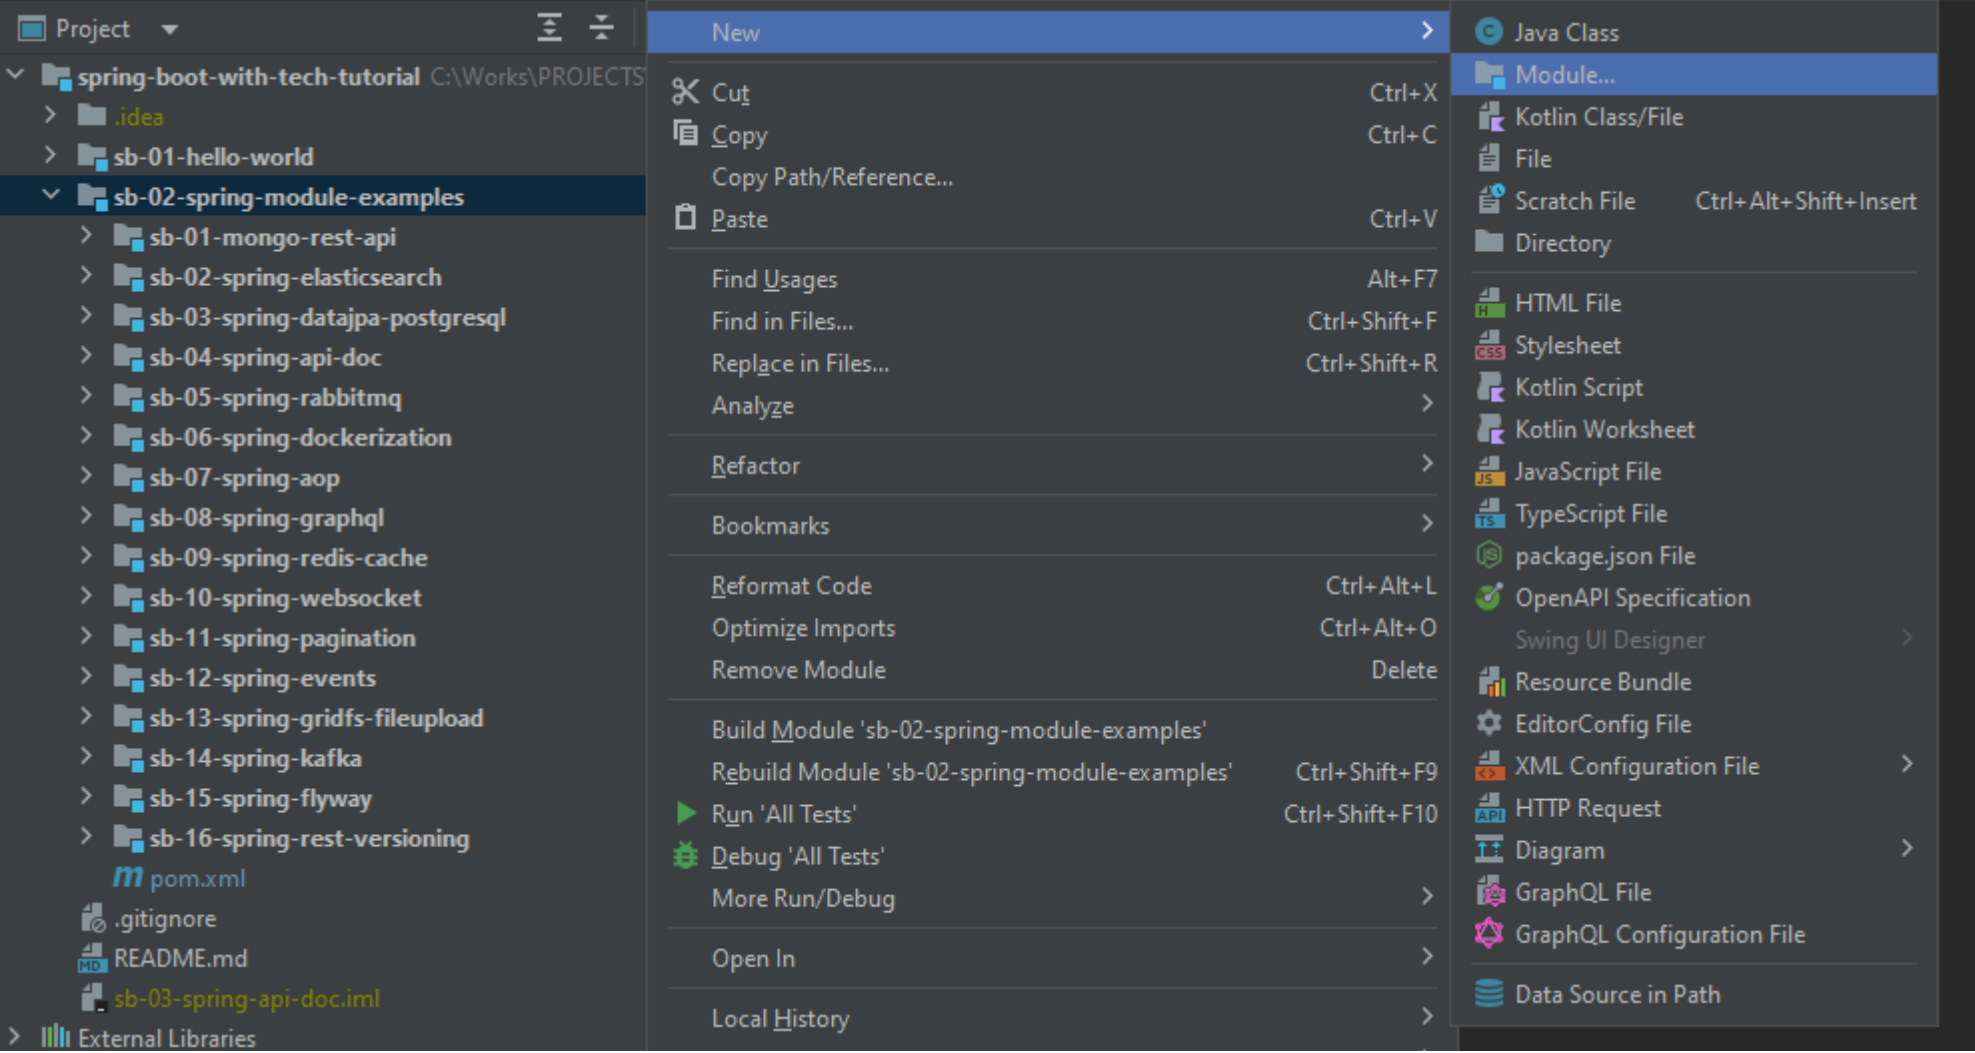 Project
spring-boot-with-tech-tutorial C:\Works\PROJECTS
.idea
sb-01-hello-world
sb-02-spring-module-examples
sb-01-mongo-rest-api
sb-02-spring-elasticsearch
sb-03-spring-datajpa-postgresql
sb-04-spring-api-doc
sb-05-spring-rabbitmq
sb-06-spring-dockerization
sb-07-spring-aop
sb-08-spring-graphql
sb-09-spring-redis-cache
sb-10-spring-websocket
sb-11-spring-pagination
sb-12-spring-events
sb-13-spring-gridfs-fileupload
sb-14-spring-kafka
sb-15-spring-flyway
sb-16-spring-rest-versioning
m pom.xml
.gitignore
MD README.md
sb-03-spring-api-doc.iml
External Libraries
New
Cut Ctrl+X
Copy Ctrl+C
Copy Path/Reference...
Paste Ctrl+V
Find Usages Alt+F7
Find in Files... Ctrl+Shift+F
Replace in Files... Ctrl+Shift+R
Analyze
Refactor
Bookmarks
Reformat Code Ctrl+Alt+L
Optimize Imports Ctrl+Alt+O
Remove Module Delete
Build Module 'sb-02-spring-module-examples'
Rebuild Module 'sb-02-spring-module-examples' Ctrl+Shift+F9
Run 'All Tests' Ctrl+Shift+F10
Debug 'All Tests'
More Run/Debug
Open In
Local History
C Java Class
Module...
Kotlin Class/File
File
Scratch File Ctrl+Alt+Shift+Insert
Directory
H HTML File
CSS Stylesheet
Kotlin Script
Kotlin Worksheet
JS JavaScript File
TS TypeScript File
JS package.json File
OpenAPI Specification
Swing UI Designer
Resource Bundle
EditorConfig File
<> XML Configuration File
API HTTP Request
Diagram
GraphQL File
GraphQL Configuration File
Data Source in Path